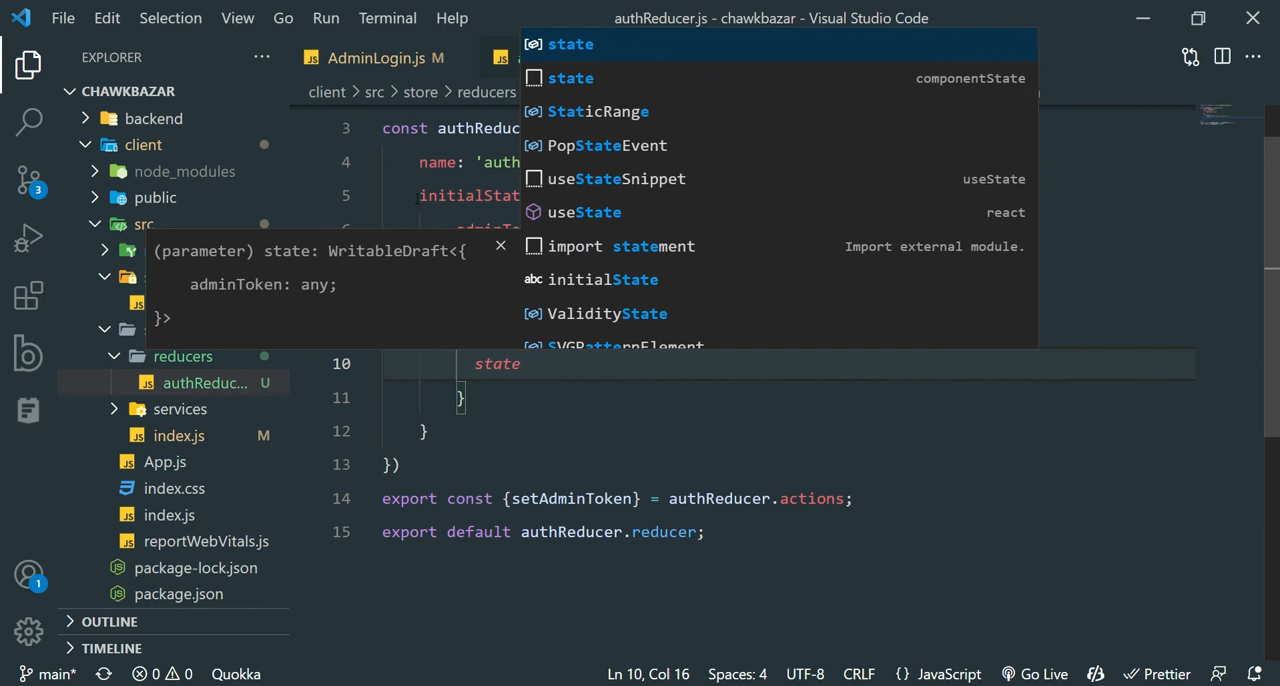 File Edit Selection View Go Run Terminal Help authReducer.js - chawkbazar - Visual Studio Code
EXPLORER
AdminLogin.js M
CHAWKBAZAR
backend
client
node_modules
public
src
reducers
authReduc... U
services
index.js M
App.js
index.css
index.js
reportWebVitals.js
package-lock.json
package.json
OUTLINE
TIMELINE
3
1
client > src > store > reducers
3 const authReduc
4 name: 'auth
5 initialStat
(parameter) state: WritableDraft<{
adminToken: any;
}>
state
state componentState
StaticRange
PopStateEvent
useStateSnippet useState
useState react
import statement Import external module.
abc initialState
ValidityState
SVGPatternElement
10 state
11 }
12 }
13 })
14 export const {setAdminToken} = authReducer.actions;
15 export default authReducer.reducer;
main* 0 0 Quokka Ln 10, Col 16 Spaces: 4 UTF-8 CRLF {} JavaScript Go Live Prettier